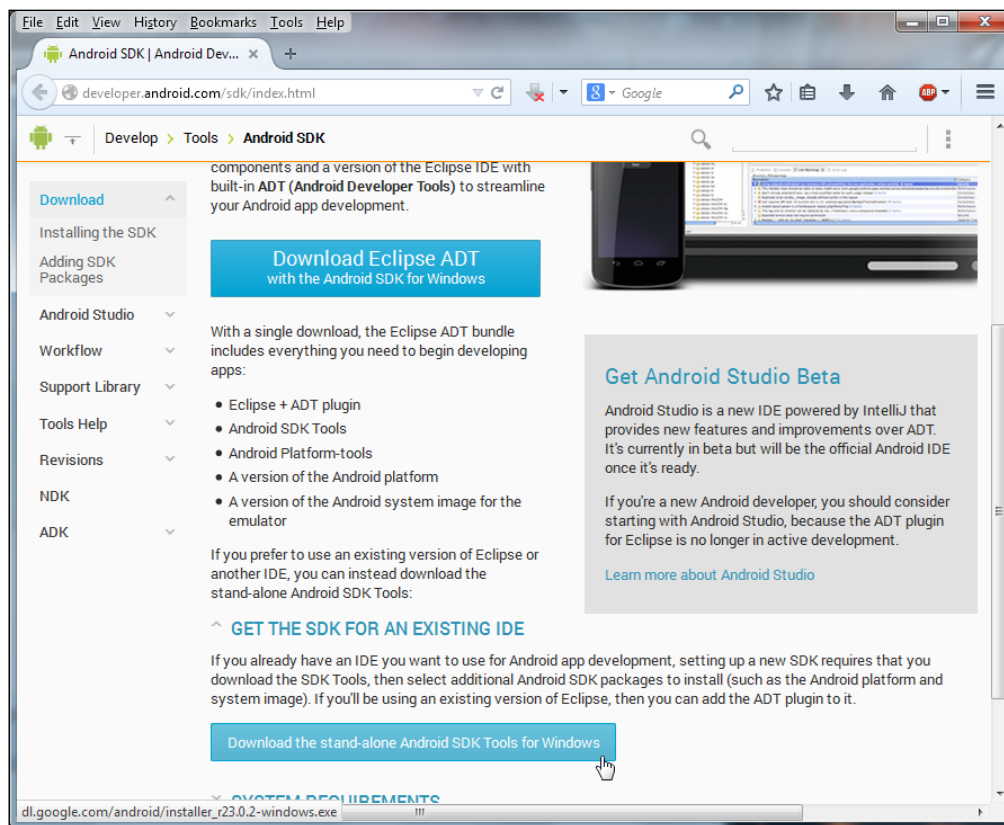 File Edit View History Bookmarks Tools Help
Android SDK | Android Dev... × +
developer.android.com/sdk/index.html
8 Google
ABP
Develop > Tools > Android SDK
Download
Installing the SDK
Adding SDK
Packages
Android Studio
Workflow
Support Library
Tools Help
Revisions
NDK
ADK
components and a version of the Eclipse IDE with
built-in ADT (Android Developer Tools) to streamline
your Android app development.
Download Eclipse ADT
with the Android SDK for Windows
With a single download, the Eclipse ADT bundle
includes everything you need to begin developing
apps:
• Eclipse + ADT plugin
• Android SDK Tools
• Android Platform-tools
• A version of the Android platform
• A version of the Android system image for the
emulator
If you prefer to use an existing version of Eclipse or
another IDE, you can instead download the
stand-alone Android SDK Tools:
Get Android Studio Beta
Android Studio is a new IDE powered by IntelliJ that
provides new features and improvements over ADT.
It's currently in beta but will be the official Android IDE
once it's ready.
If you're a new Android developer, you should consider
starting with Android Studio, because the ADT plugin
for Eclipse is no longer in active development.
Learn more about Android Studio
GET THE SDK FOR AN EXISTING IDE
If you already have an IDE you want to use for Android app development, setting up a new SDK requires that you
download the SDK Tools, then select additional Android SDK packages to install (such as the Android platform and
system image). If you'll be using an existing version of Eclipse, then you can add the ADT plugin to it.
Download the stand-alone Android SDK Tools for Windows
SYSTEM REQUIREMENTS
dl.google.com/android/installer_r23.0.2-windows.exe